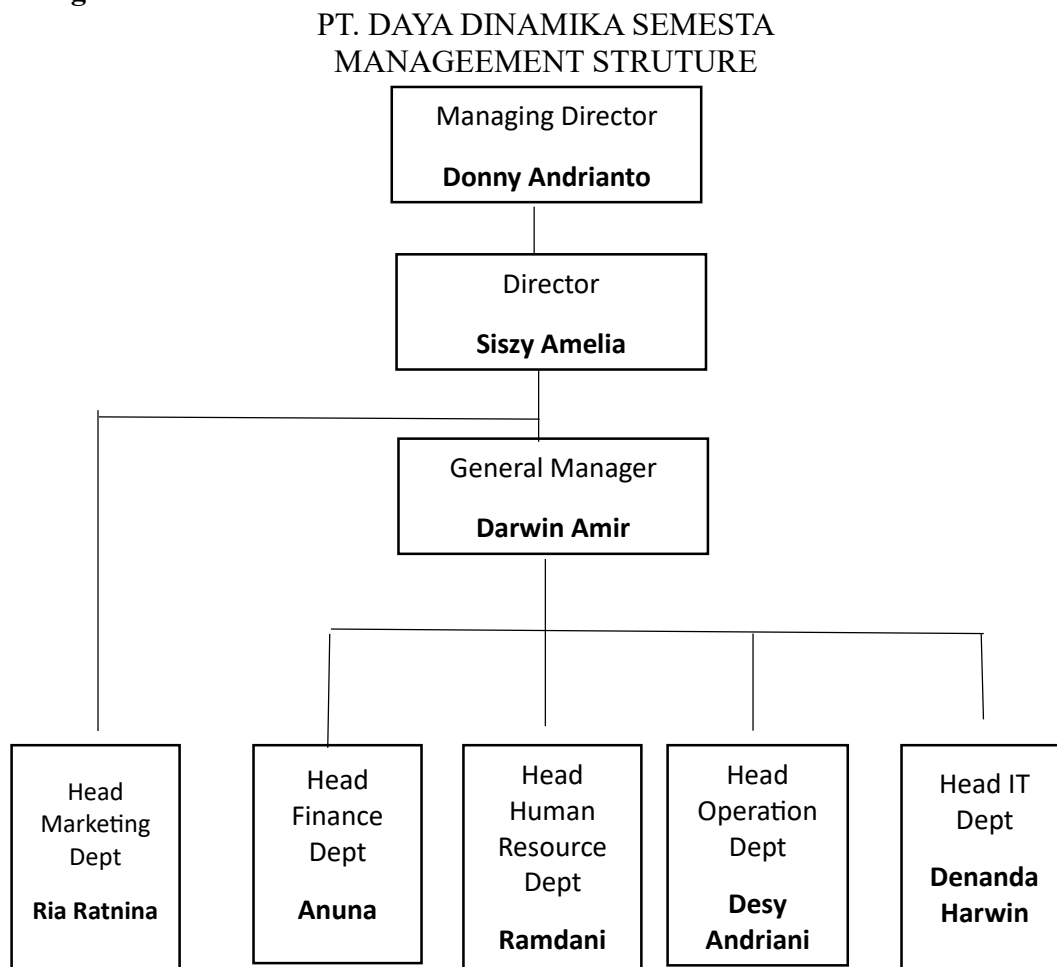 g
PT. DAYA DINAMIKA SEMESTA
MANAGEEMENT STRUTURE
Managing Director
Donny Andrianto
Director
Siszy Amelia
General Manager
Darwin Amir
Head
Marketing
Dept
Ria Ratnina
Head
Finance
Dept
Anuna
Head
Human
Resource
Dept
Ramdani
Head
Operation
Dept
Desy
Andriani
Head IT
Dept
Denanda
Harwin